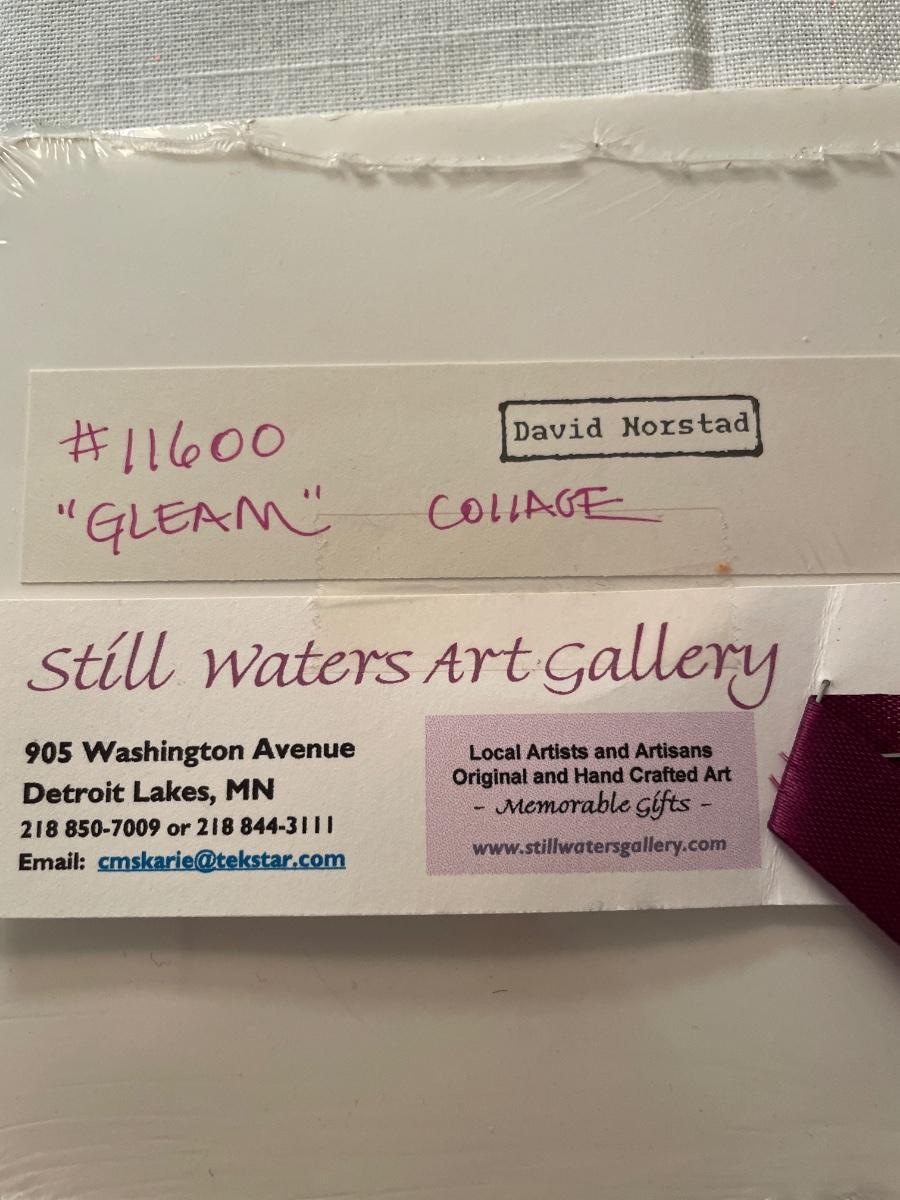 #11600
David Norstad
"GLEAM" COLLAGE
Still Waters Art Gallery
905 Washington Avenue
Detroit Lakes, MN
218 850-7009 or 218 844-3111
Email: cmskarie@tekstar.com
Local Artists and Artisans
Original and Hand Crafted Art
- Memorable Gifts -
www.stillwatersgallery.com